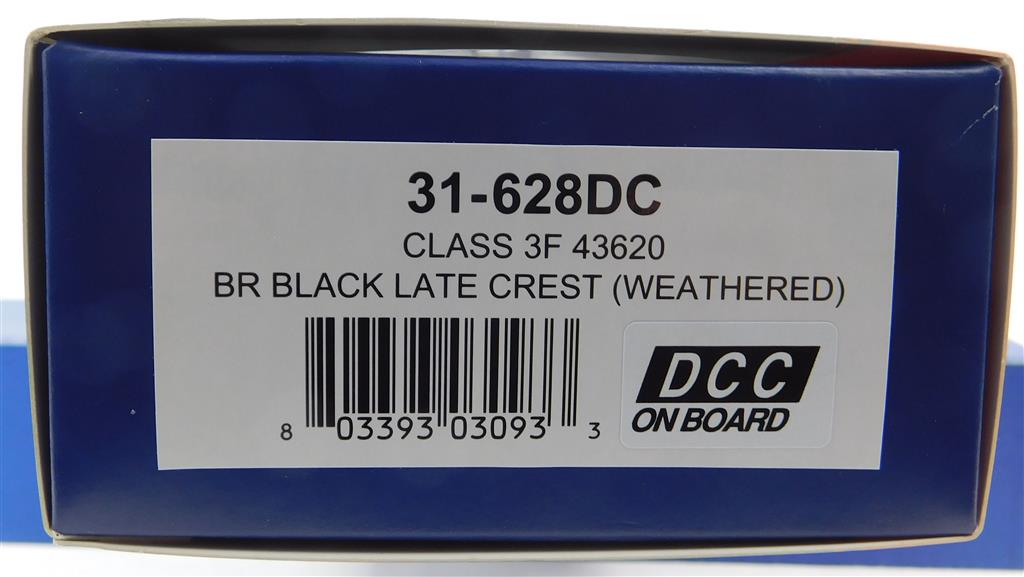 31-628DC
CLASS 3F 43620
BR BLACK LATE CREST (WEATHERED)
8 03393 03093 3
DCC
ON BOARD